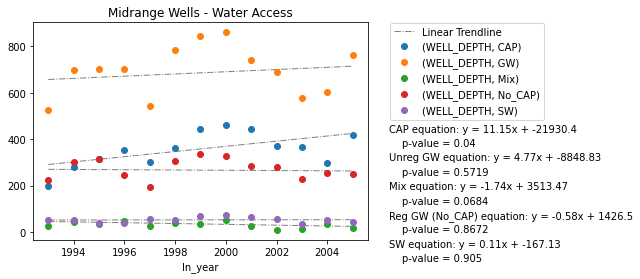 Midrange Wells - Water Access
800
600
400
200
0
1994
1996
1998
2000
2002
2004
ln_year
Linear Trendline
(WELL_DEPTH, CAP)
(WELL_DEPTH, GW)
(WELL_DEPTH, Mix)
(WELL_DEPTH, No_CAP)
(WELL_DEPTH, SW)
CAP equation: y = 11.15x + -21930.4
p-value = 0.04
Unreg GW equation: y = 4.77x + -8848.83
p-value = 0.5719
Mix equation: y = -1.74x + 3513.47
p-value = 0.0684
Reg GW (No_CAP) equation: y = -0.58x + 1426.5
p-value = 0.8672
SW equation: y = 0.11x + -167.13
p-value = 0.905